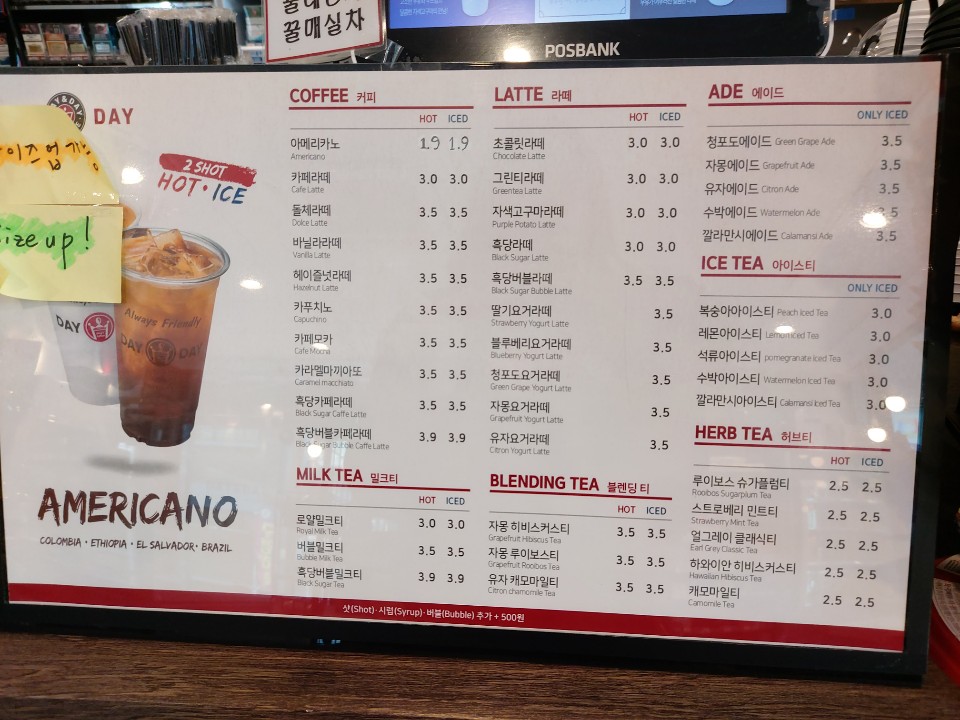 꿀매실차
POSBANK
DAY
2 SHOT
HOT · ICE
Size up!
DAY
Always Friendly
DAY DAY
AMERICANO
COLOMBIA · ETHIOPIA · EL SALVADOR · BRAZIL
COFFEE 커피
HOT ICED
아메리카노 1.9 1.9
Americano
카페라떼 3.0 3.0
Cafe Latte
돌체라떼 3.5 3.5
Dolce Latte
바닐라라떼 3.5 3.5
Vanilla Latte
헤이즐넛라떼 3.5 3.5
Hazelnut Latte
카푸치노 3.5 3.5
Capuchino
카페모카 3.5 3.5
Cafe Mocha
카라멜마끼아또 3.5 3.5
Caramel macchiato
흑당카페라떼 3.5 3.5
Black Sugar Caffe Latte
흑당버블카페라떼 3.9 3.9
Black Sugar Bubble Caffe Latte
MILK TEA 밀크티
HOT ICED
로얄밀크티 3.0 3.0
Royal Milk Tea
버블밀크티 3.5 3.5
Bubble Milk Tea
흑당버블밀크티 3.9 3.9
Black Sugar Tea
LATTE 라떼
HOT ICED
초콜릿라떼 3.0 3.0
Chocolate Latte
그린티라떼 3.0 3.0
Greentea Latte
자색고구마라떼 3.0 3.0
Purple Potato Latte
흑당라떼 3.0 3.0
Black Sugar Latte
흑당버블라떼 3.5 3.5
Black Sugar Bubble Latte
딸기요거라떼 3.5
Strawberry Yogurt Latte
블루베리요거라떼 3.5
Blueberry Yogurt Latte
청포도요거라떼 3.5
Green Grape Yogurt Latte
자몽요거라떼 3.5
Grapefruit Yogurt Latte
유자요거라떼 3.5
Citron Yogurt Latte
BLENDING TEA 블렌딩 티
HOT ICED
자몽 히비스커스티 3.5 3.5
Grapefruit Hibiscus Tea
자몽 루이보스티 3.5 3.5
Grapefruit Rooibos Tea
유자 캐모마일티 3.5 3.5
Citron chamomile Tea
ADE 에이드
ONLY ICED
청포도에이드 Green Grape Ade 3.5
자몽에이드 Grapefruit Ade 3.5
유자에이드 Citron Ade 3.5
수박에이드 Watermelon Ade 3.5
깔라만시에이드 Calamansi Ade 3.5
ICE TEA 아이스티
ONLY ICED
복숭아아이스티 Peach Iced Tea 3.0
레몬아이스티 Lemon Iced Tea 3.0
석류아이스티 pomegranate Iced Tea 3.0
수박아이스티 Watermelon Iced Tea 3.0
깔라만시아이스티 Calamansi Iced Tea 3.0
HERB TEA 허브티
HOT ICED
루이보스 슈가플럼티 2.5 2.5
Rooibos Sugarplum Tea
스트로베리 민트티 2.5 2.5
Strawberry Mint Tea
얼그레이 클래식티 2.5 2.5
Earl Grey Classic Tea
하와이안 히비스커스티 2.5 2.5
Hawaiian Hibiscus Tea
캐모마일티 2.5 2.5
Camomile Tea
샷(Shot) · 시럽(Syrup) · 버블(Bubble) 추가 + 500원